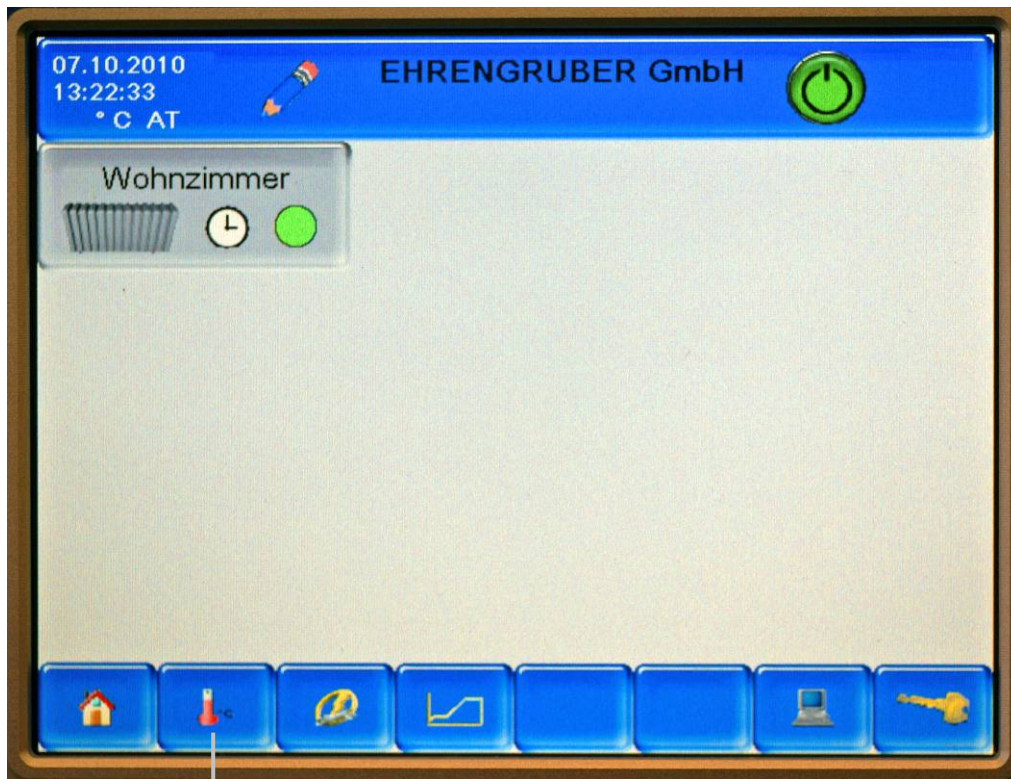 07.10.2010
13:22:33
° C AT
EHRENGRUBER GmbH
Wohnzimmer
°C